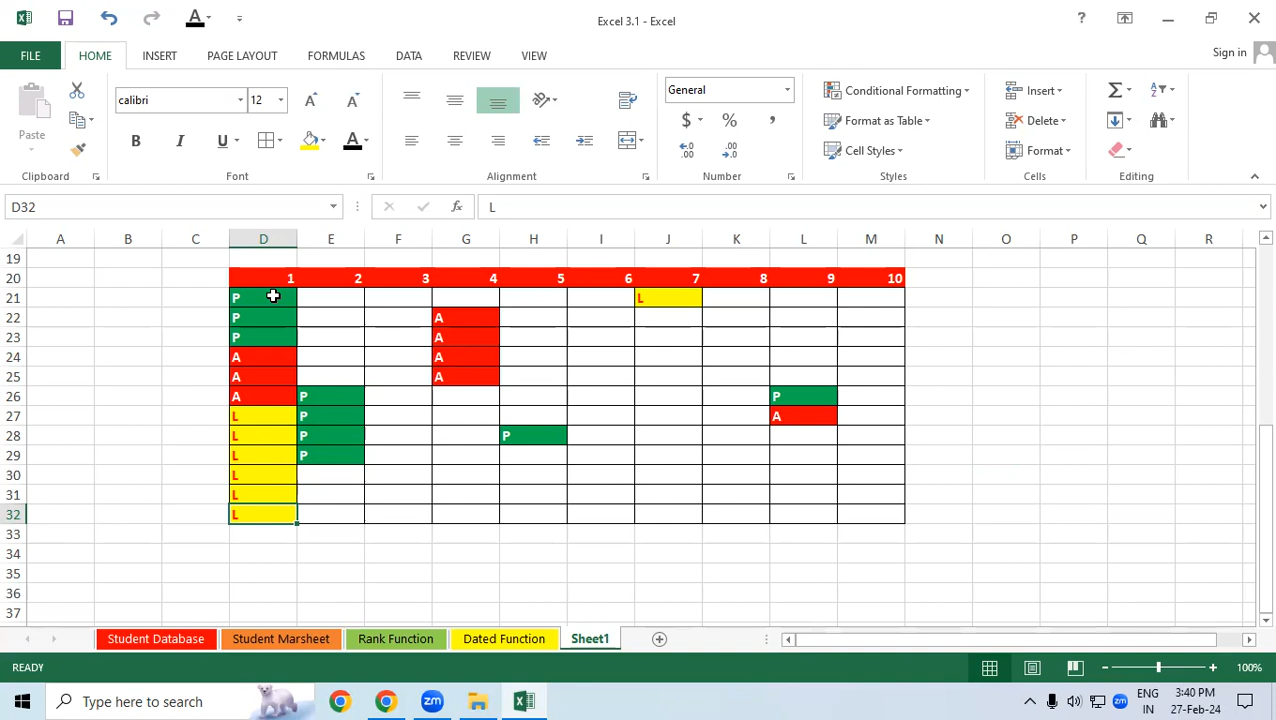 Excel 3.1 - Excel
?
FILE HOME INSERT PAGE LAYOUT FORMULAS DATA REVIEW VIEW Sign in
Paste
calibri 12
B I U A
General
$ % ,
Conditional Formatting
Format as Table
Cell Styles
Insert
Delete
Format
Clipboard Font Alignment Number Styles Cells Editing
D32 fx L
A B C D E F G H I J K L M N O P Q R
19
20 1 2 3 4 5 6 7 8 9 10
21 P L
22 P A
23 P A
24 A A
25 A A
26 A P P
27 L P A
28 L P P
29 L P
30 L
31 L
32 L
33
34
35
36
37
Student Database Student Marsheet Rank Function Dated Function Sheet1
READY 100%
Type here to search
zm
ENG
IN
3:40 PM
27-Feb-24